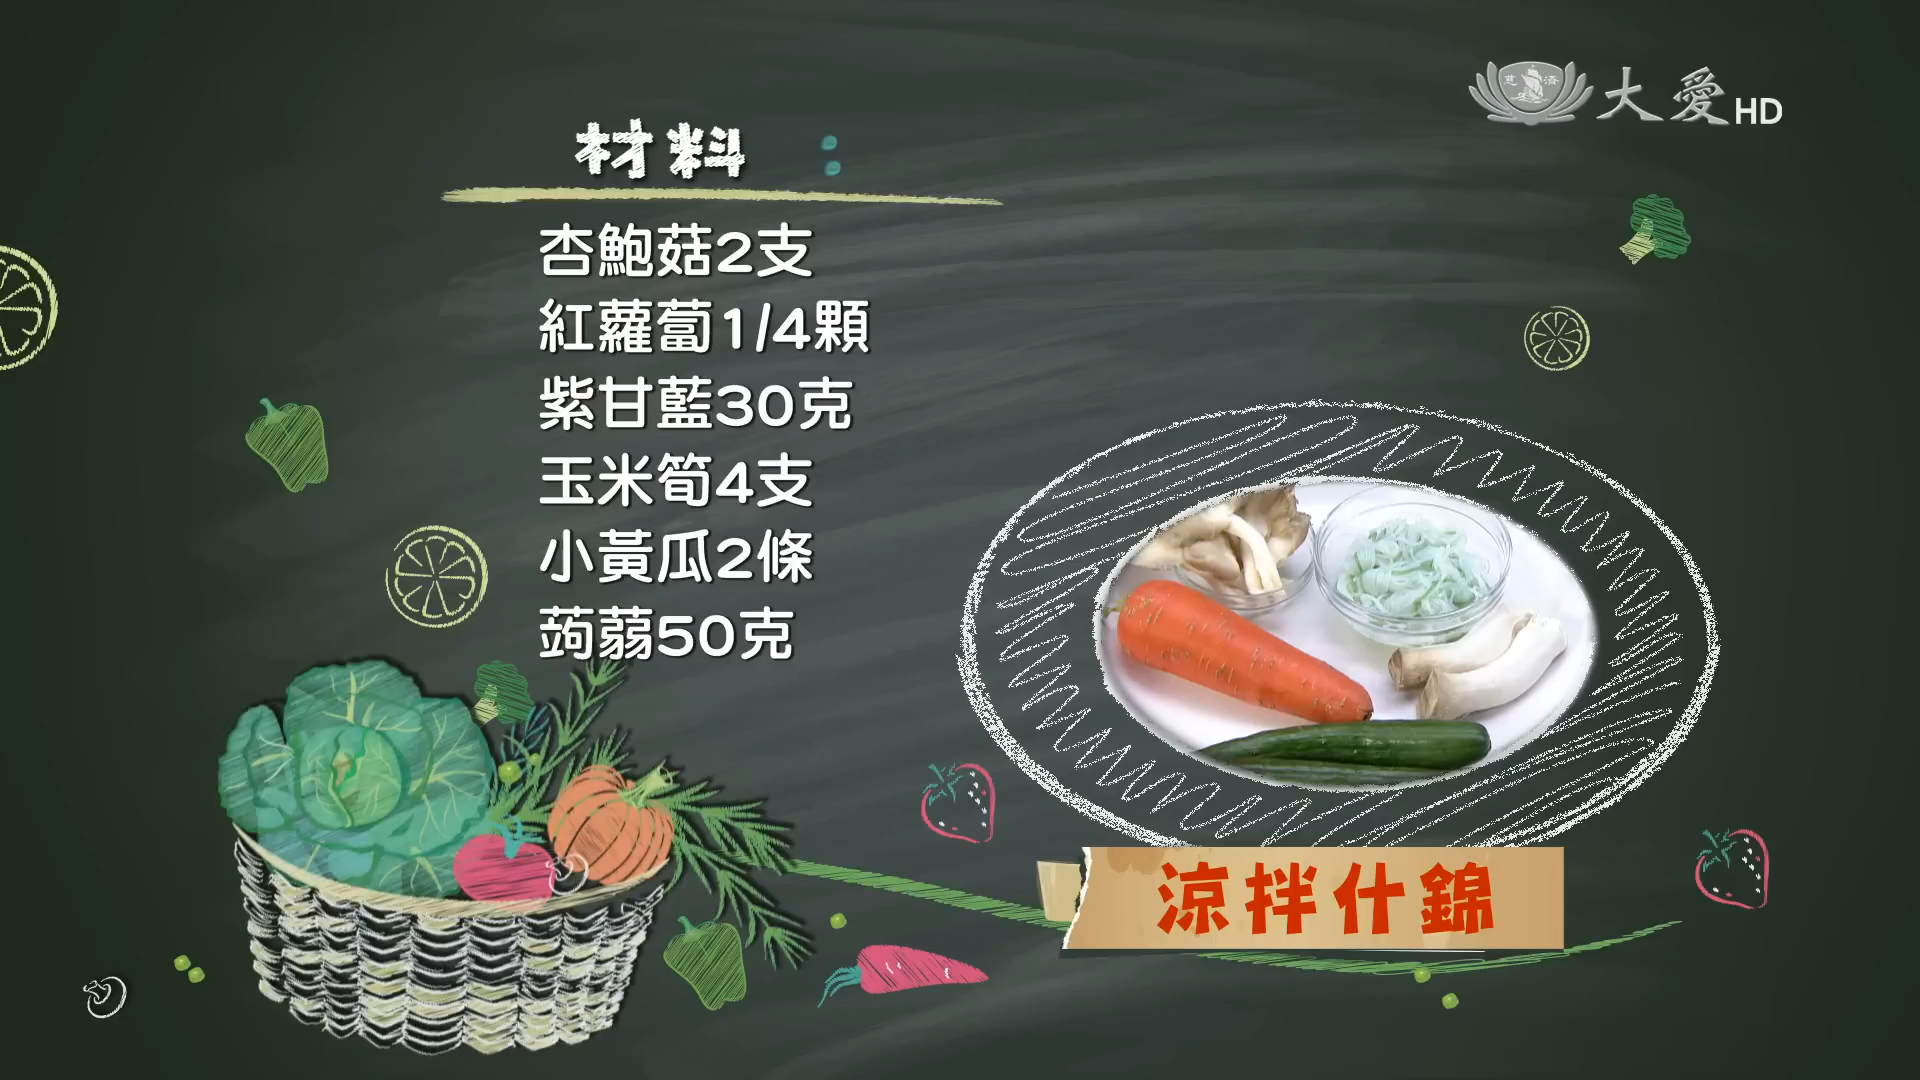 慈濟
大愛HD
材料：
杏鮑菇2支
紅蘿蔔1/4顆
紫甘藍30克
玉米筍4支
小黃瓜2條
蒟蒻50克
涼拌什錦